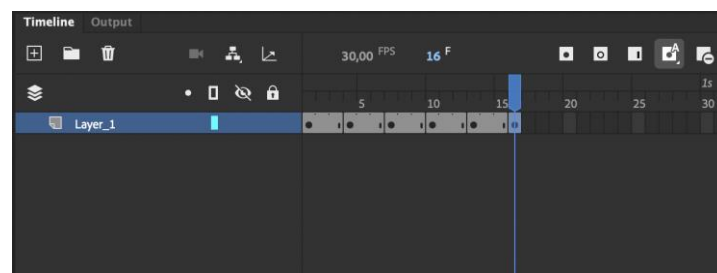 Timeline Output
30,00 FPS 16 F
A
1s
5 10 15 20 25 30
Layer_1